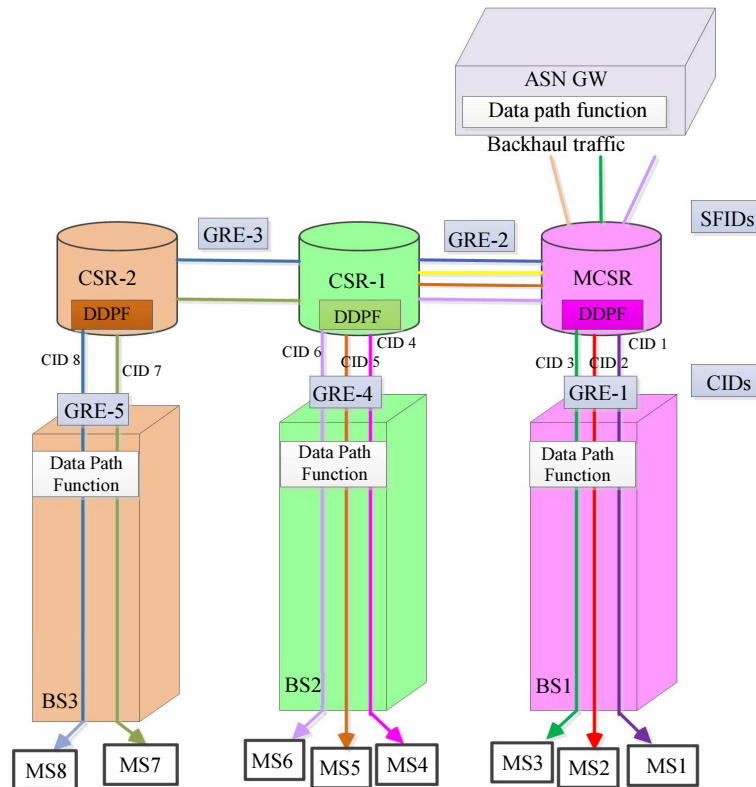 ASN GW
Data path function
Backhaul traffic
SFIDs
GRE-3
GRE-2
CSR-2
CSR-1
MCSR
DDPF
DDPF
DDPF
CID 8
CID 7
CID 6
CID 5
CID 4
CID 3
CID 2
CID 1
CIDs
GRE-5
GRE-4
GRE-1
Data Path
Function
Data Path
Function
Data Path
Function
BS3
BS2
BS1
MS8
MS7
MS6
MS5
MS4
MS3
MS2
MS1